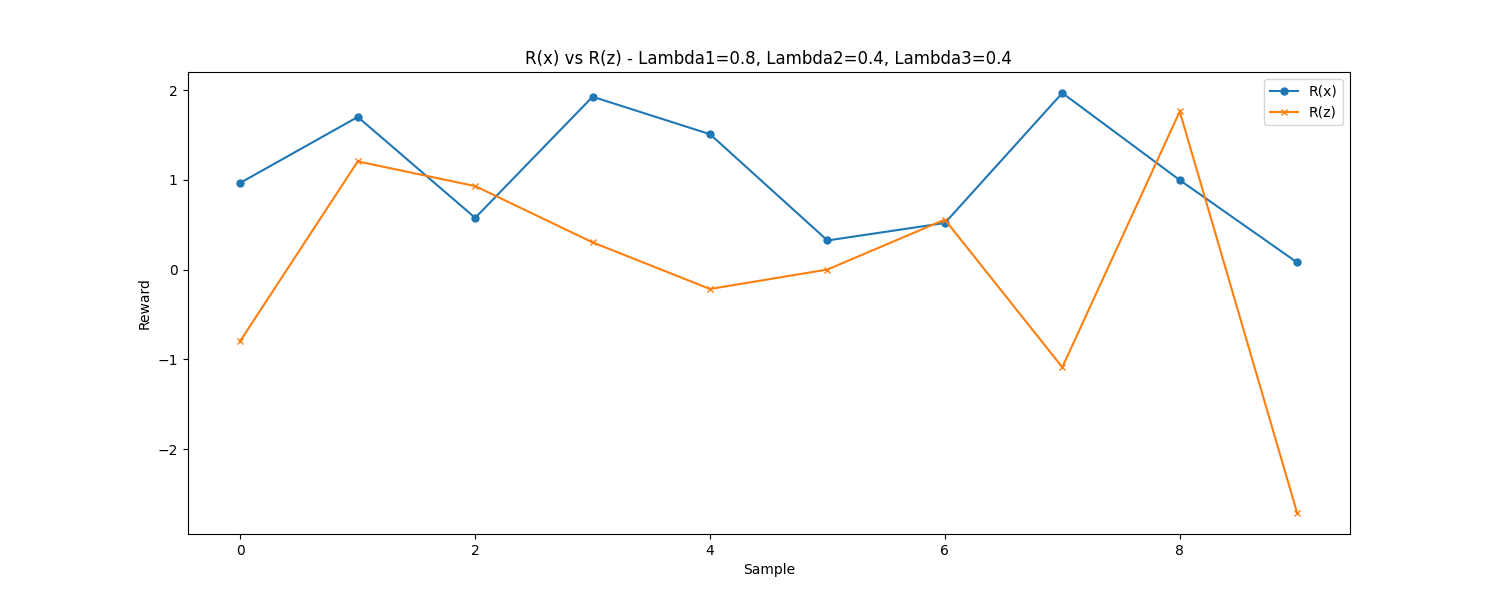 R(x) vs R(z) - Lambda1=0.8, Lambda2=0.4, Lambda3=0.4
R(x)
R(z)
2
1
0
−1
−2
Reward
0
2
4
6
8
Sample